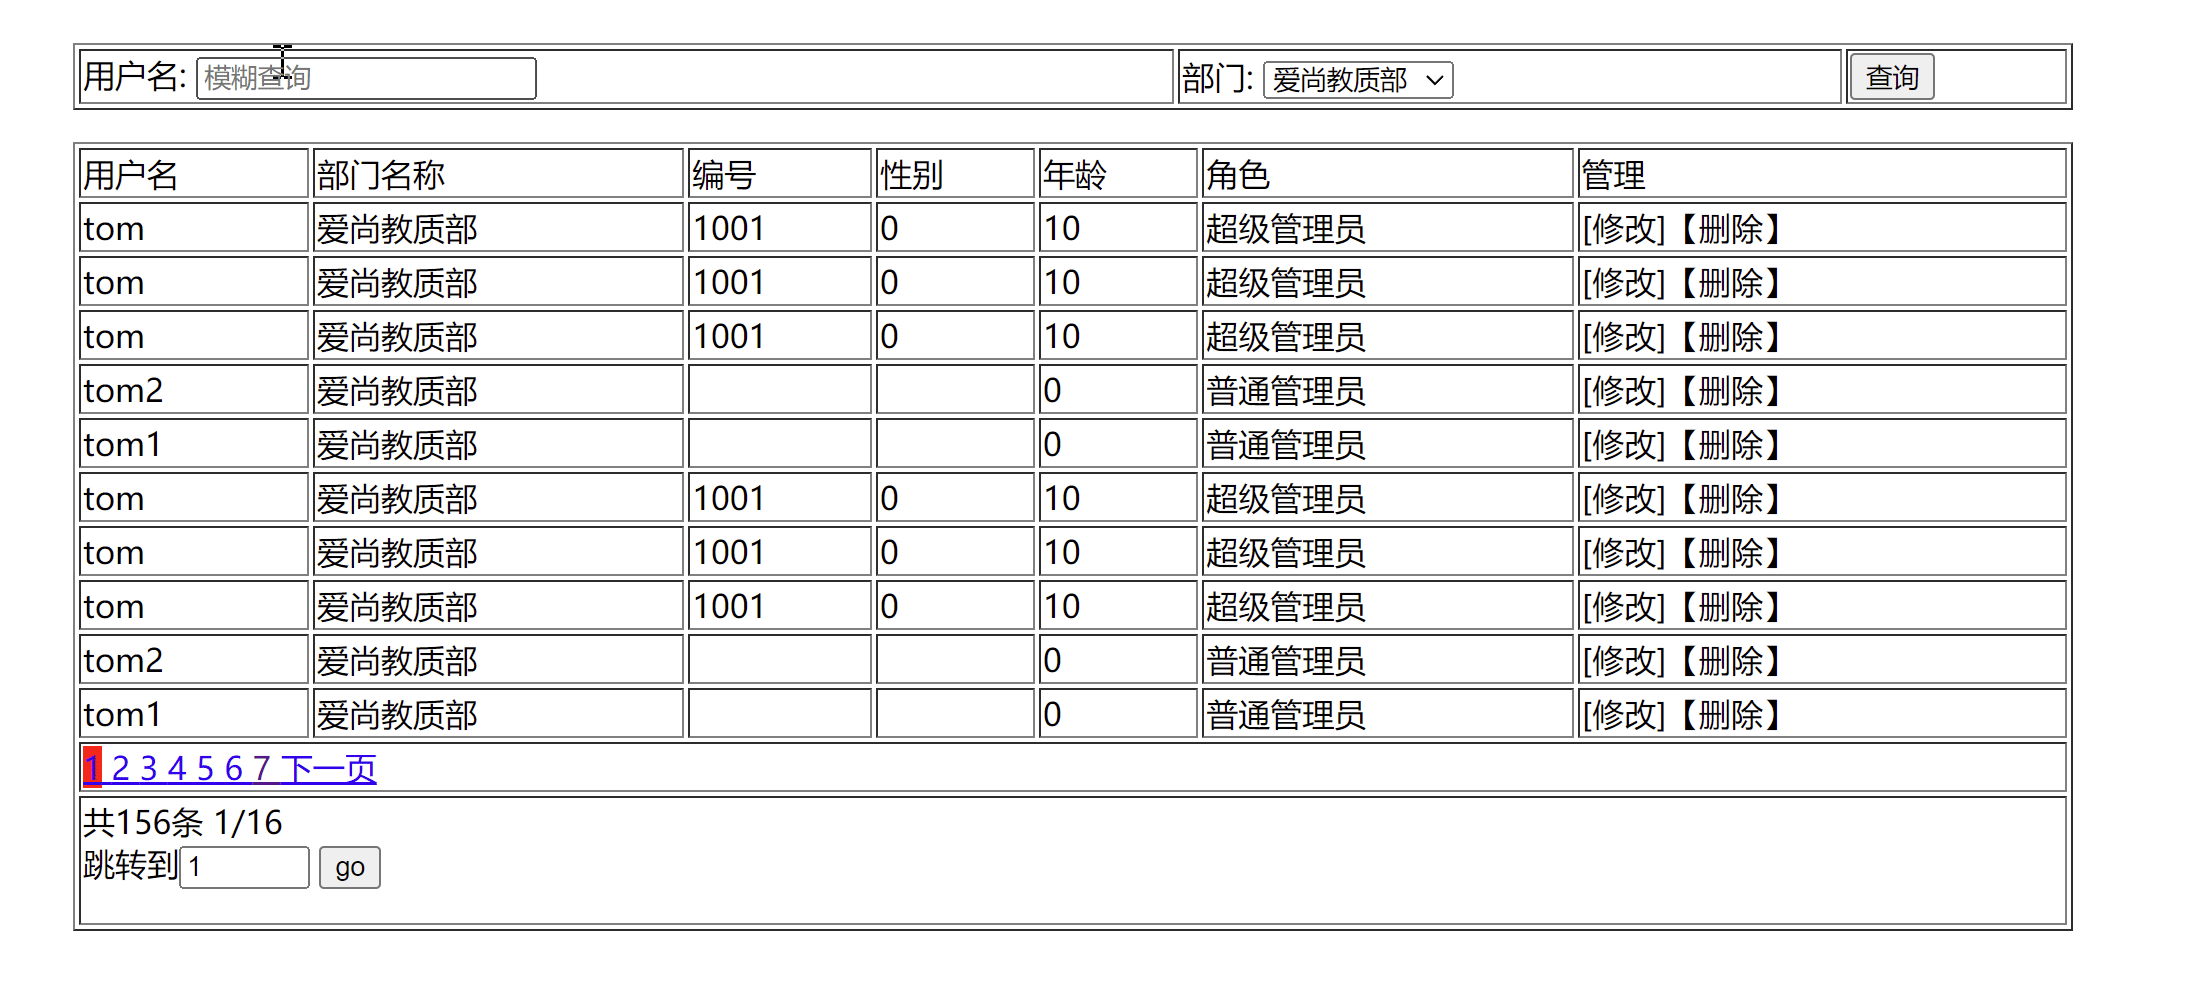 用户名: 模糊查询 部门: 爱尚教质部 查询
用户名 部门名称 编号 性别 年龄 角色 管理
tom 爱尚教质部 1001 0 10 超级管理员 [修改]【删除】
tom 爱尚教质部 1001 0 10 超级管理员 [修改]【删除】
tom 爱尚教质部 1001 0 10 超级管理员 [修改]【删除】
tom2 爱尚教质部 0 普通管理员 [修改]【删除】
tom1 爱尚教质部 0 普通管理员 [修改]【删除】
tom 爱尚教质部 1001 0 10 超级管理员 [修改]【删除】
tom 爱尚教质部 1001 0 10 超级管理员 [修改]【删除】
tom 爱尚教质部 1001 0 10 超级管理员 [修改]【删除】
tom2 爱尚教质部 0 普通管理员 [修改]【删除】
tom1 爱尚教质部 0 普通管理员 [修改]【删除】
1 2 3 4 5 6 7 下一页
共156条 1/16
跳转到 1 go